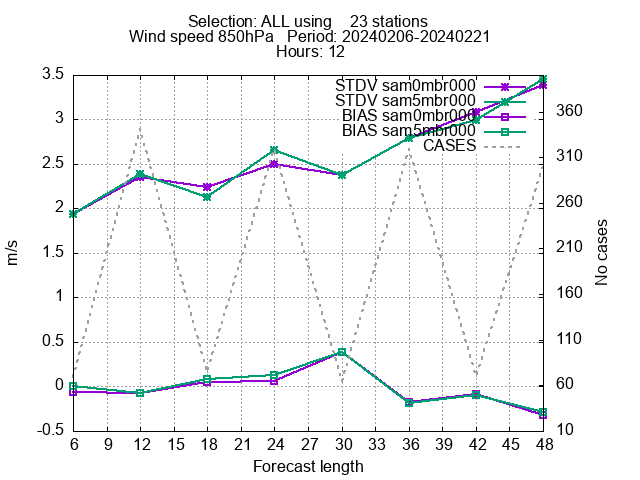 Selection: ALL using    23 stations
Wind speed 850hPa   Period: 20240206-20240221
Hours: 12
STDV sam0mbr000
STDV sam5mbr000
BIAS sam0mbr000
BIAS sam5mbr000
CASES
3.5
3
2.5
2
1.5
1
0.5
0
-0.5
m/s
360
310
260
210
160
110
60
10
No cases
6 9 12 15 18 21 24 27 30 33 36 39 42 45 48
Forecast length